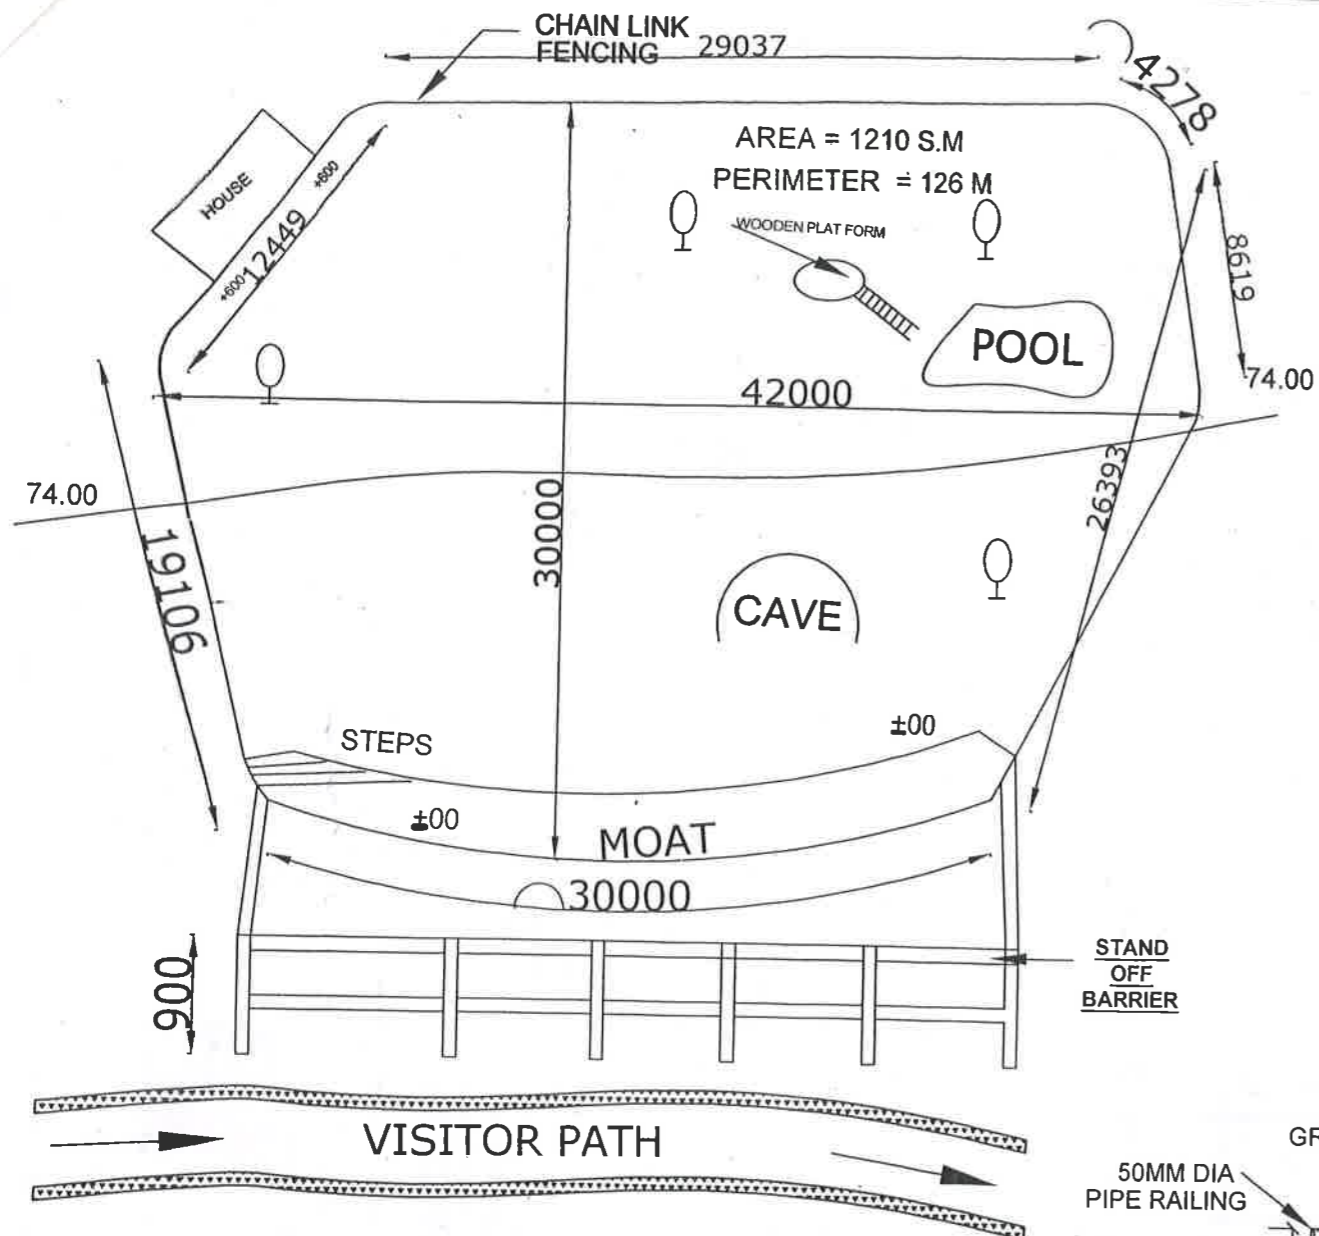 CHAIN LINK
FENCING
29037
4278
AREA = 1210 S.M
PERIMETER = 126 M
HOUSE
+600
12449
+600
WOODEN PLAT FORM
8619
POOL
74.00
42000
74.00
26393
30000
19106
CAVE
STEPS
±00
±00
MOAT
30000
900
STAND
OFF
BARRIER
VISITOR PATH
GR
50MM DIA
PIPE RAILING